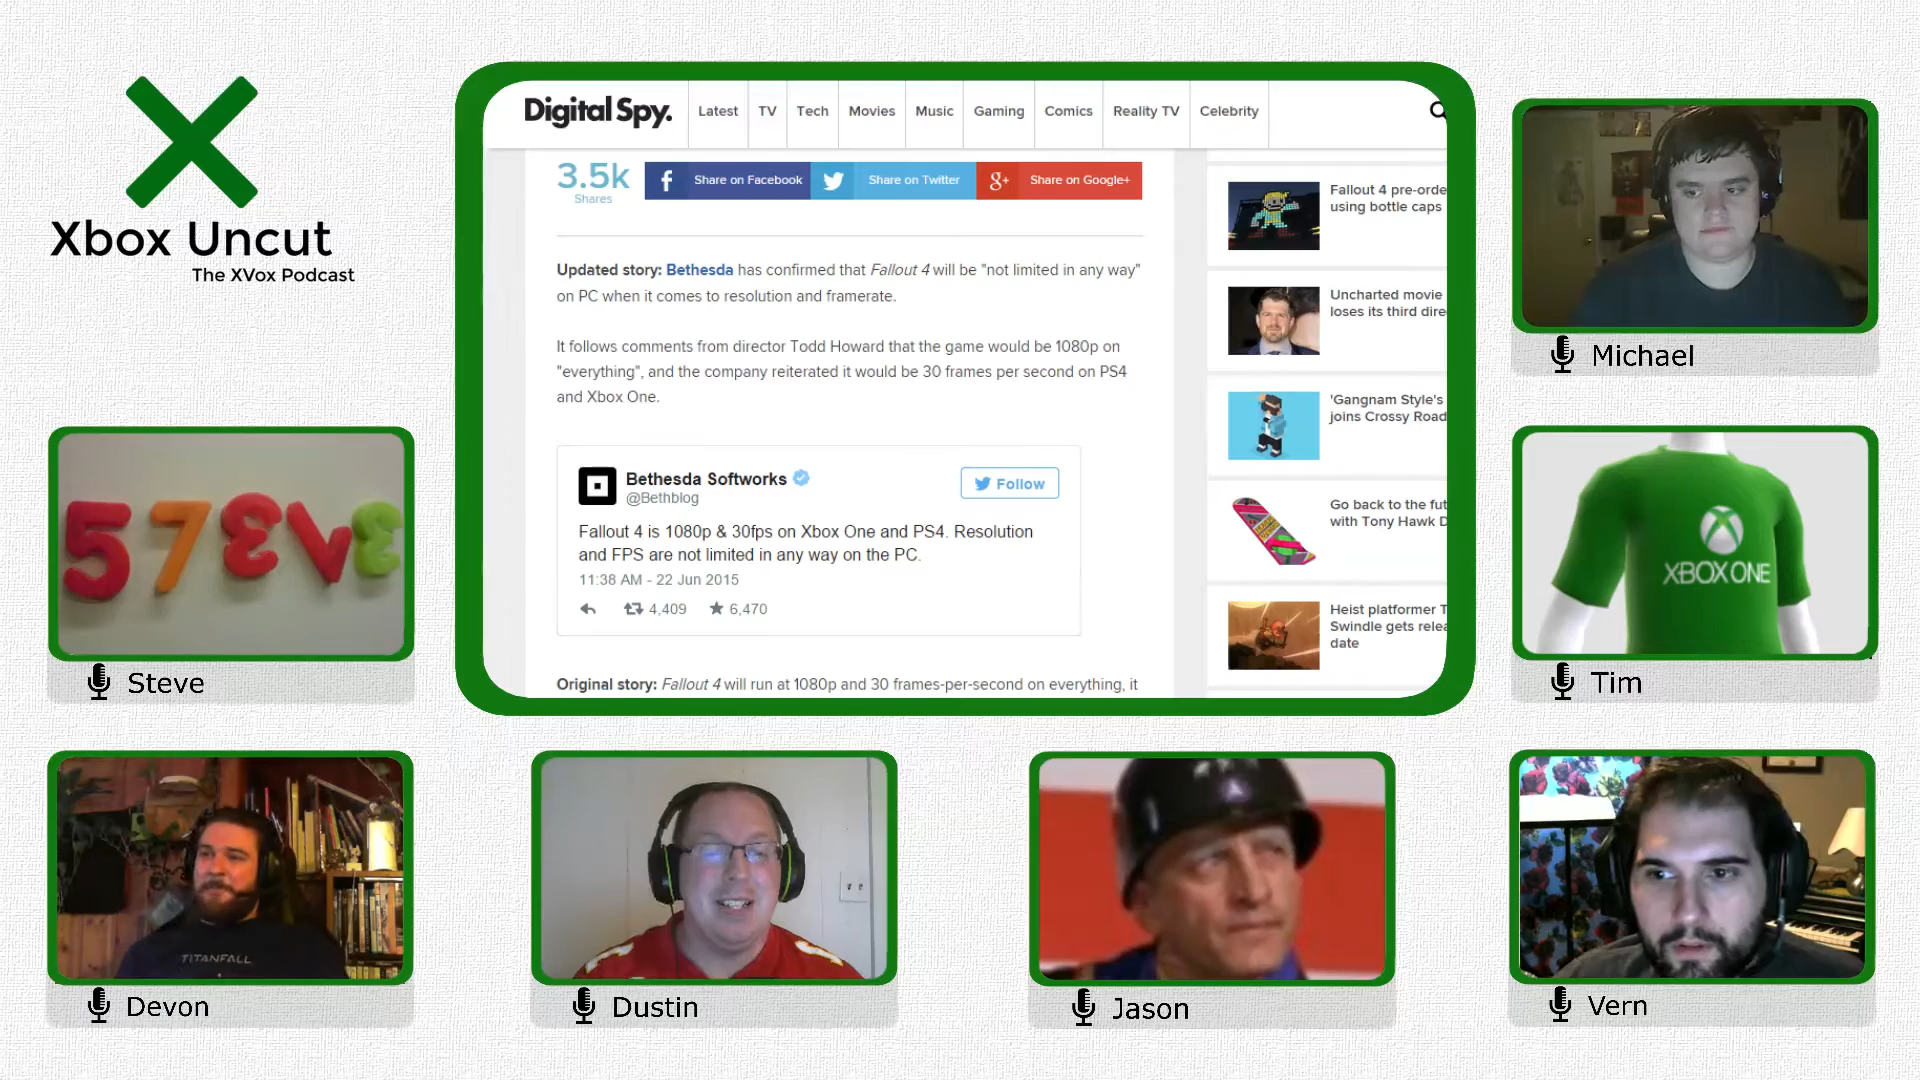 Xbox Uncut
The XVox Podcast
Digital Spy.
Latest TV Tech Movies Music Gaming Comics Reality TV Celebrity
3.5k
Shares
Share on Facebook
Share on Twitter
g+ Share on Google+
Updated story: Bethesda has confirmed that Fallout 4 will be "not limited in any way"
on PC when it comes to resolution and framerate.
It follows comments from director Todd Howard that the game would be 1080p on
"everything", and the company reiterated it would be 30 frames per second on PS4
and Xbox One.
Bethesda Softworks
@Bethblog
Follow
Fallout 4 is 1080p & 30fps on Xbox One and PS4. Resolution
and FPS are not limited in any way on the PC.
11:38 AM - 22 Jun 2015
4,409 6,470
Original story: Fallout 4 will run at 1080p and 30 frames-per-second on everything, it
Fallout 4 pre-orde
using bottle caps
Uncharted movie
loses its third dire
'Gangnam Style's
joins Crossy Road
Go back to the fut
with Tony Hawk D
Heist platformer T
Swindle gets relea
date
Michael
57EVE
Steve
XBOX ONE
Tim
TITANFALL
Devon
Dustin
Jason
Vern